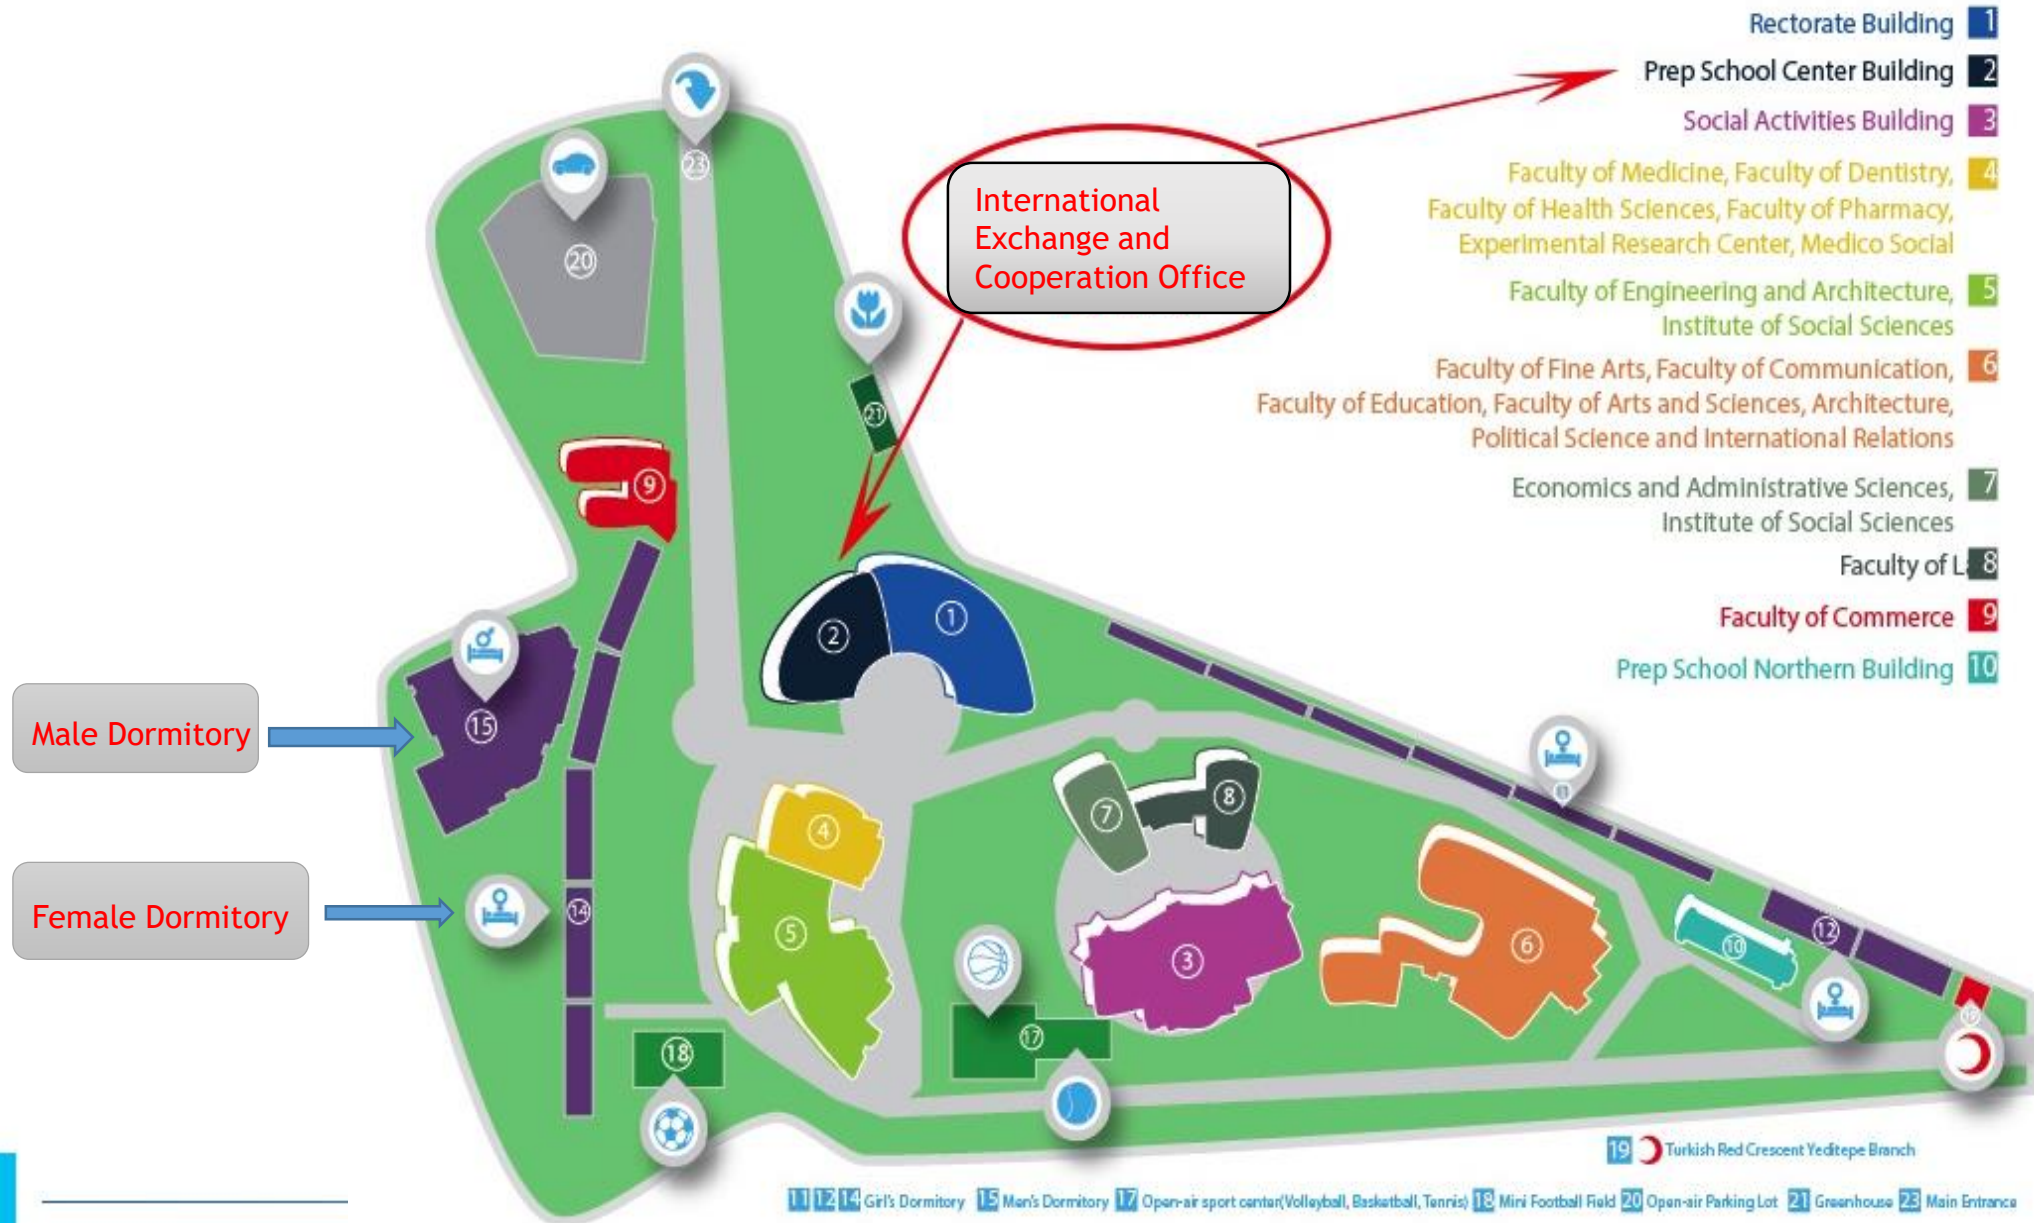 Rectorate Building 1
Prep School Center Building 2
Social Activities Building 3
Faculty of Medicine, Faculty of Dentistry, 4
Faculty of Health Sciences, Faculty of Pharmacy,
Experimental Research Center, Medico Social
Faculty of Engineering and Architecture, 5
Institute of Social Sciences
Faculty of Fine Arts, Faculty of Communication, 6
Faculty of Education, Faculty of Arts and Sciences, Architecture,
Political Science and International Relations
Economics and Administrative Sciences, 7
Institute of Social Sciences
Faculty of L 8
Faculty of Commerce 9
Prep School Northern Building 10
International
Exchange and
Cooperation Office
23
20
21
9
1
2
15
Male Dormitory
8
7
4
14
Female Dormitory
5
3
6
12
10
17
18
19 Turkish Red Crescent Yeditepe Branch
11 12 14 Girl's Dormitory 15 Men's Dormitory 17 Open-air sport center(Volleyball, Basketball, Tennis) 18 Mini Football Field 20 Open-air Parking Lot 21 Greenhouse 23 Main Entrance